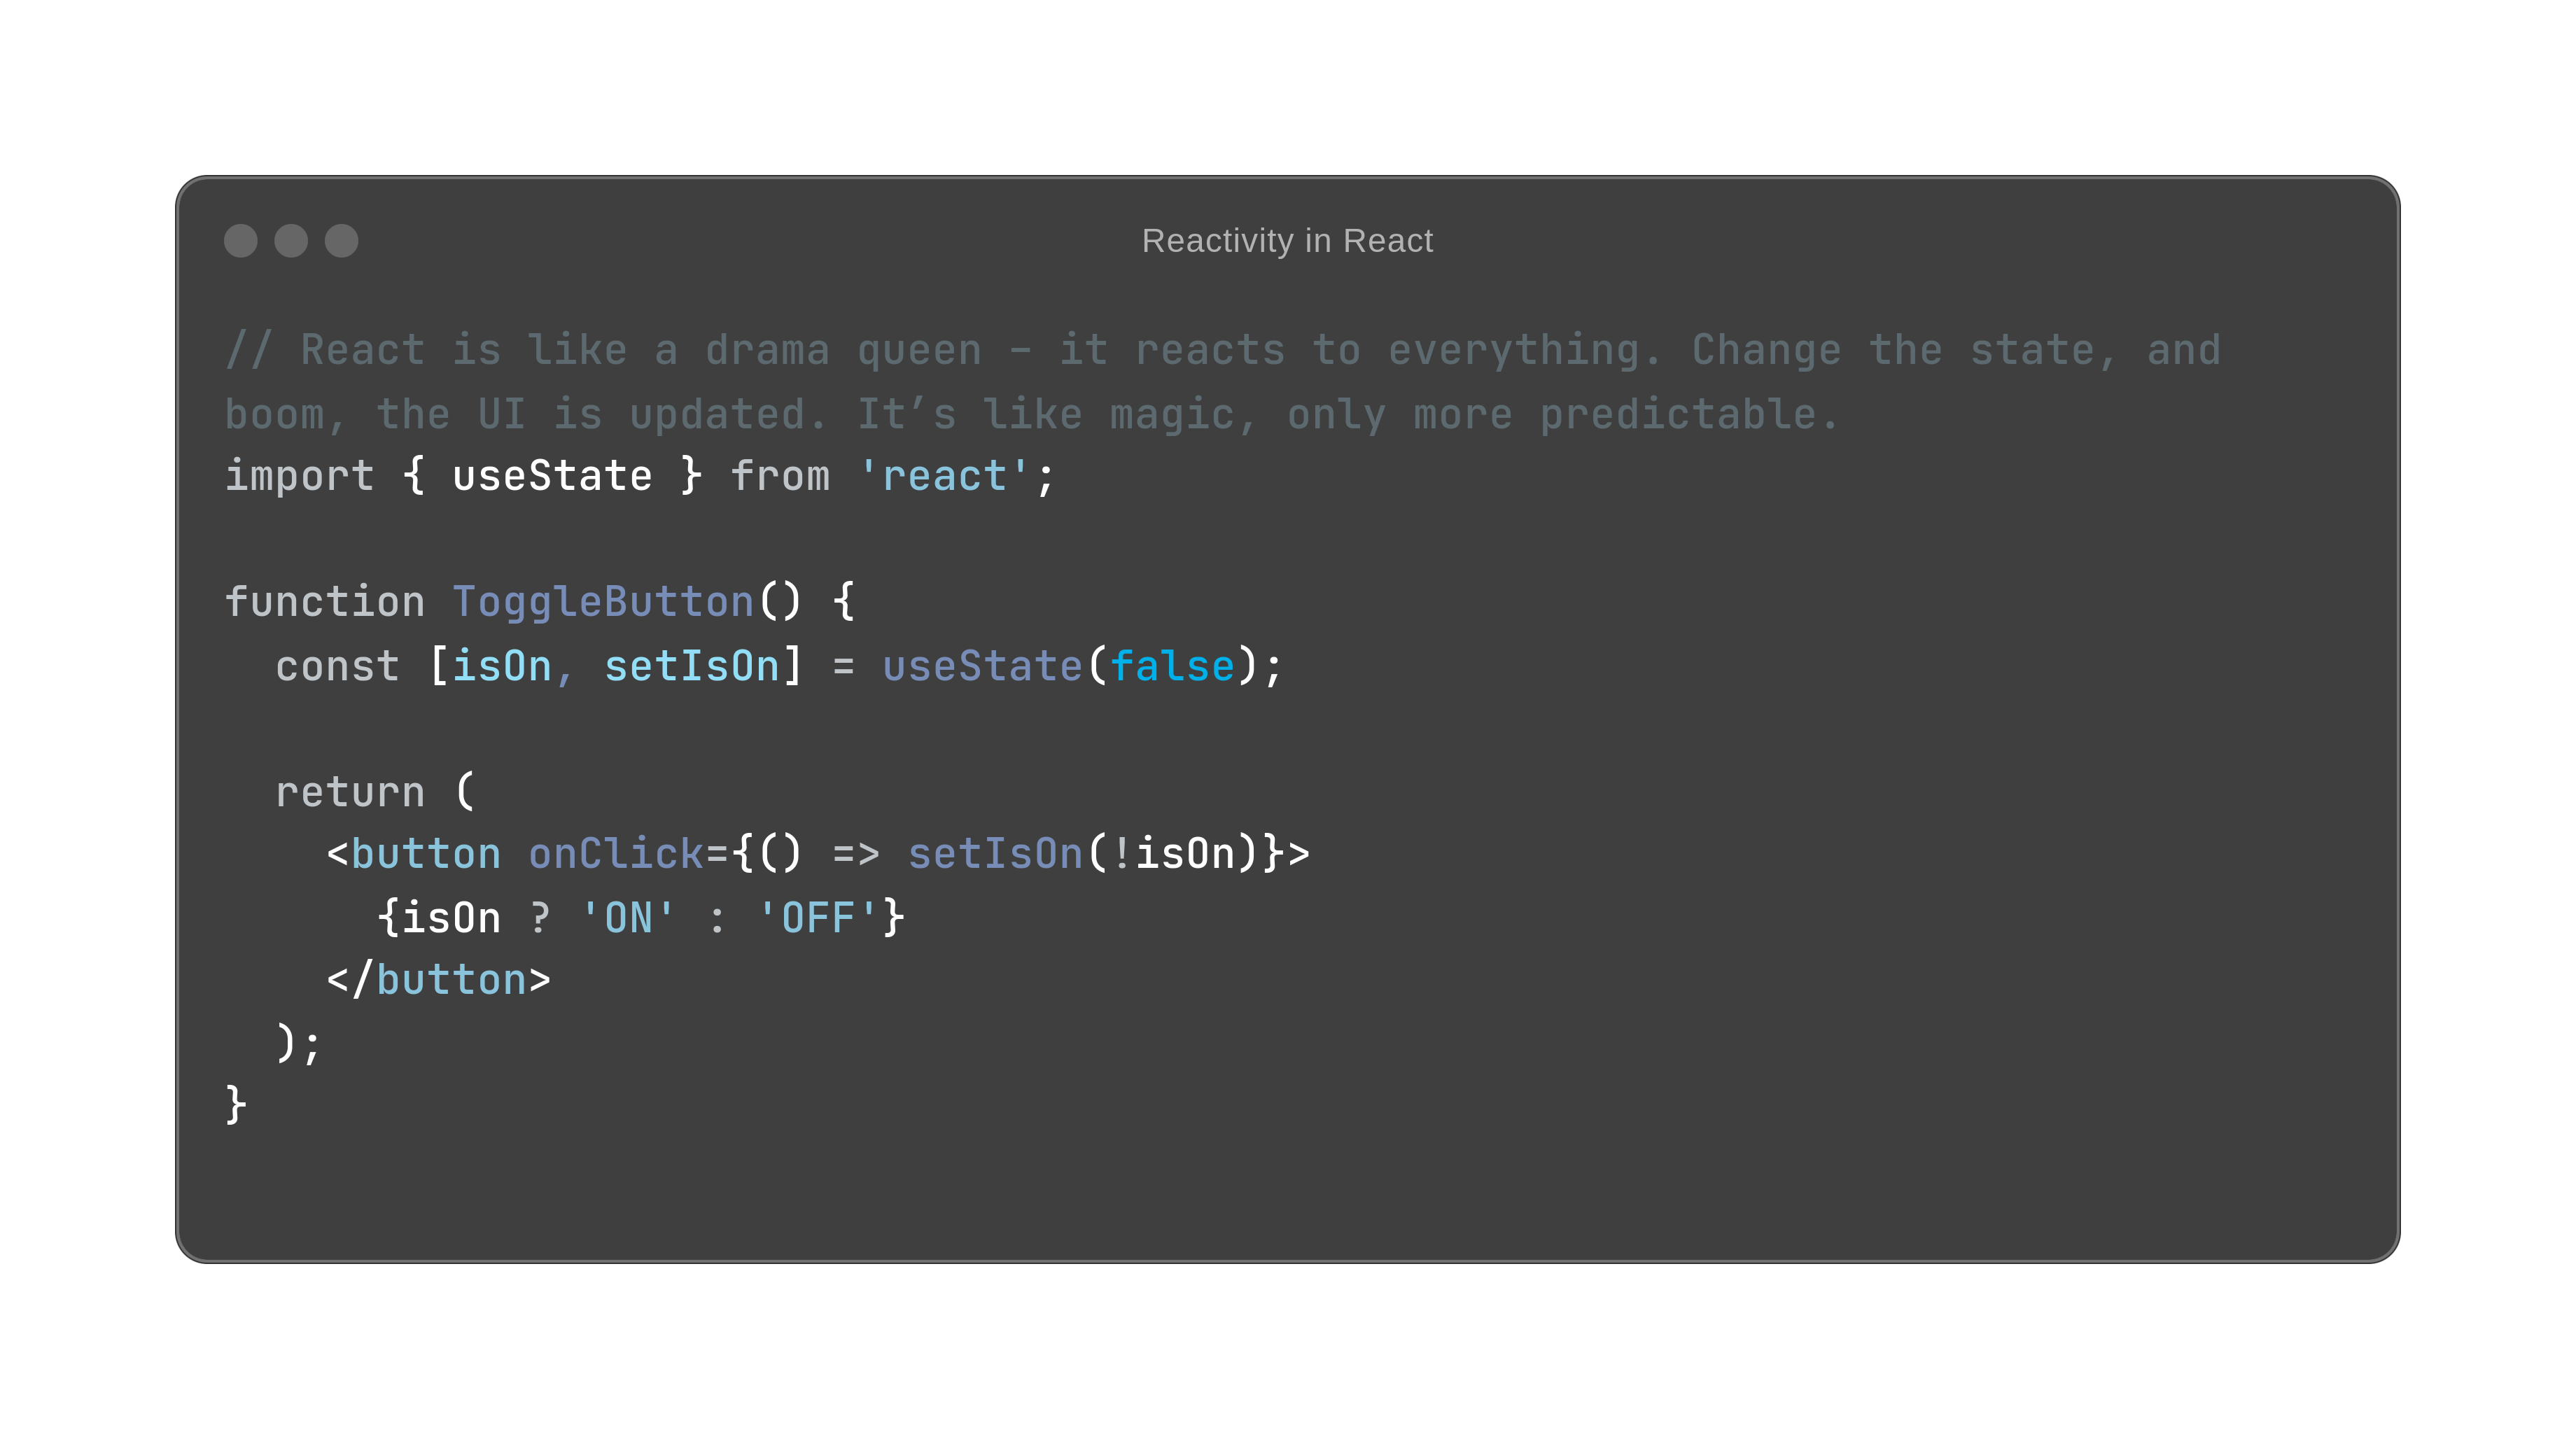 Reactivity in React
// React is like a drama queen – it reacts to everything. Change the state, and
boom, the UI is updated. It’s like magic, only more predictable.
import { useState } from 'react';
function ToggleButton() {
  const [isOn, setIsOn] = useState(false);
  return (
    <button onClick={() => setIsOn(!isOn)}>
      {isOn ? 'ON' : 'OFF'}
    </button>
  );
}